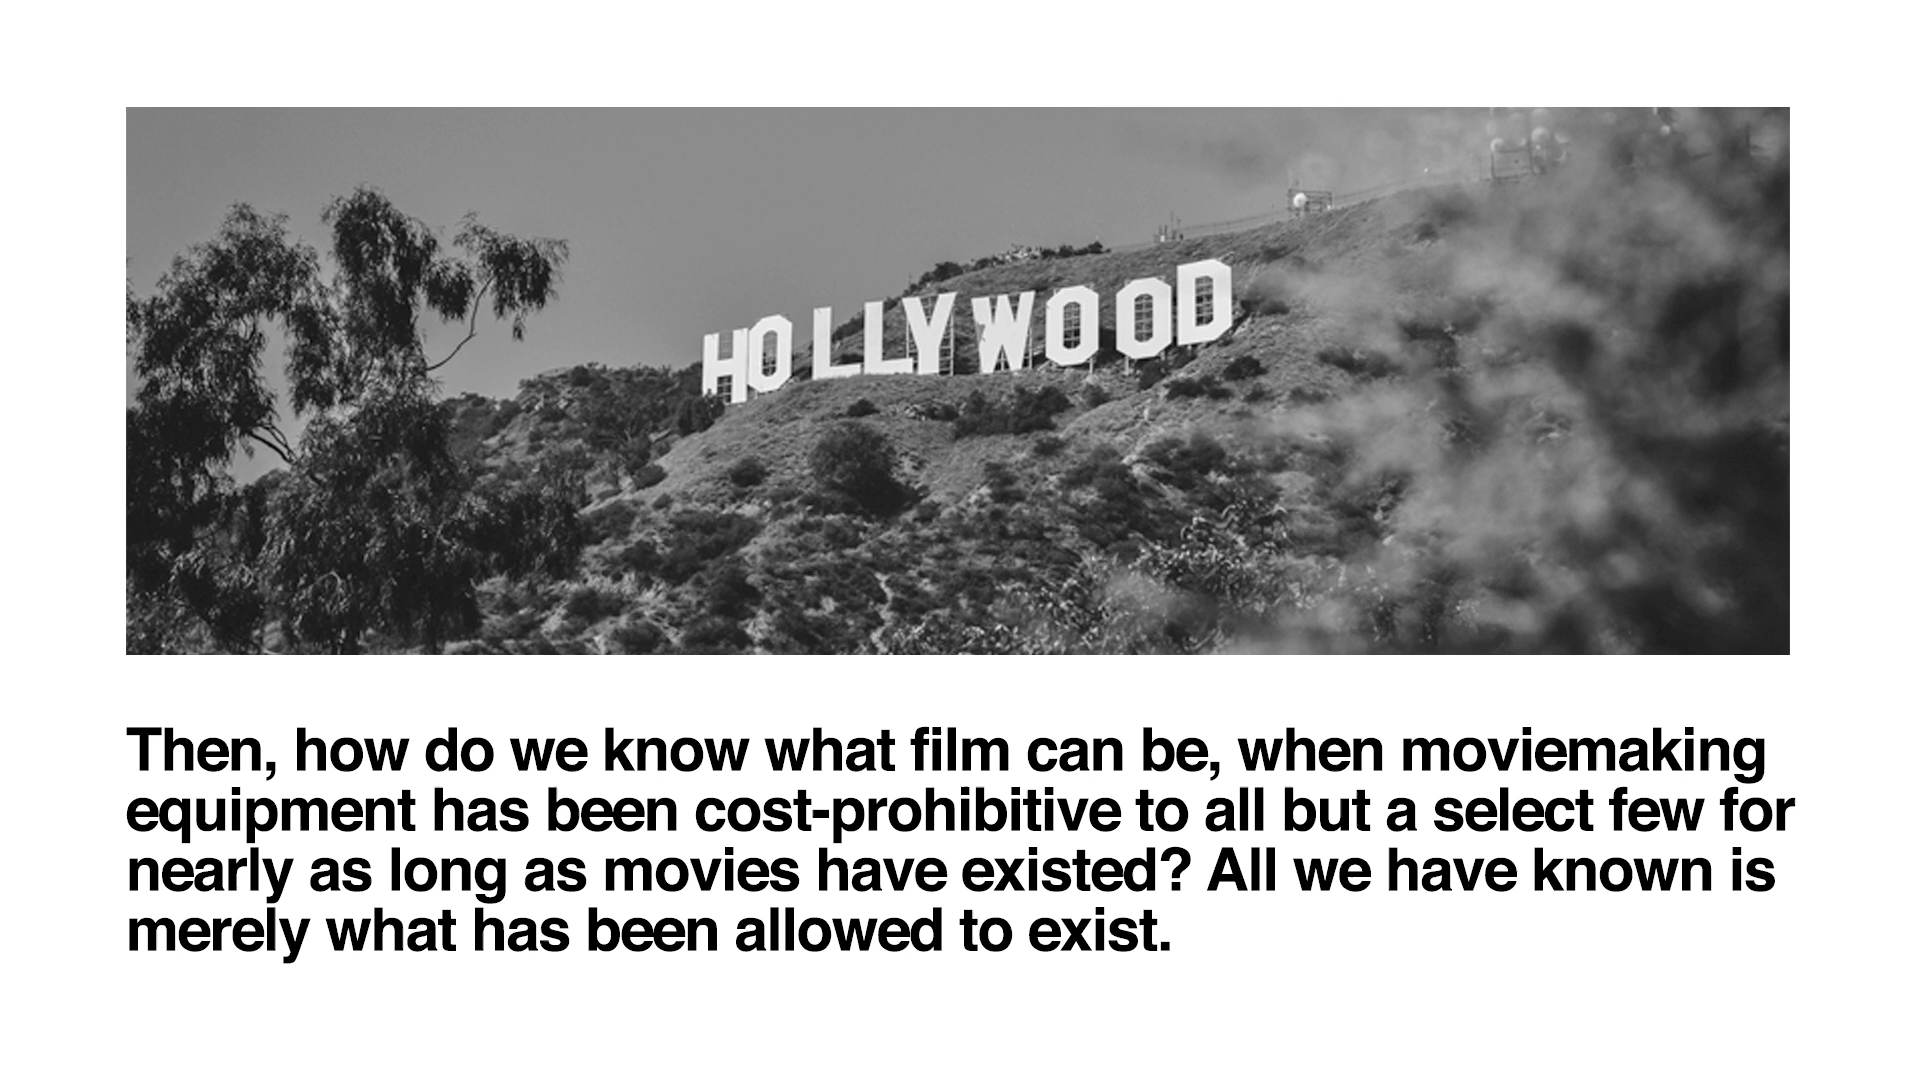 HOLLYWOOD
Then, how do we know what film can be, when moviemaking
equipment has been cost-prohibitive to all but a select few for
nearly as long as movies have existed? All we have known is
merely what has been allowed to exist.